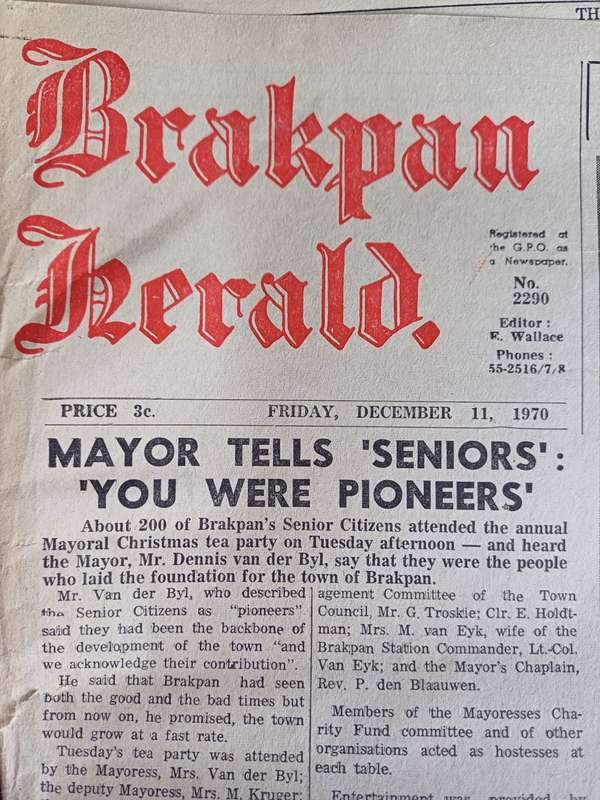 TH
Brakpan
Herald.
Registered at
the G.P.O. as
a Newspaper.
No.
2290
Editor :
E. Wallace
Phones :
55-2516/7/8
PRICE 3c.
FRIDAY, DECEMBER 11, 1970
MAYOR TELLS 'SENIORS':
'YOU WERE PIONEERS'
About 200 of Brakpan's Senior Citizens attended the annual
Mayoral Christmas tea party on Tuesday afternoon — and heard
the Mayor, Mr. Dennis van der Byl, say that they were the people
who laid the foundation for the town of Brakpan.
Mr. Van der Byl, who described
the Senior Citizens as "pioneers"
said they had been the backbone of
the development of the town "and
we acknowledge their contribution".
He said that Brakpan had seen
both the good and the bad times but
from now on, he promised, the town
would grow at a fast rate.
Tuesday's tea party was attended
by the Mayoress, Mrs. Van der Byl;
the deputy Mayoress, Mrs. M. Kruger;
agement Committee of the Town
Council, Mr. G. Troskie; Clr. E. Holdt-
man; Mrs. M. van Eyk, wife of the
Brakpan Station Commander, Lt.-Col.
Van Eyk; and the Mayor's Chaplain,
Rev. P. den Blaauwen.
Members of the Mayoresses Cha-
rity Fund committee and of other
organisations acted as hostesses at
each table.
Entertainment was provided by